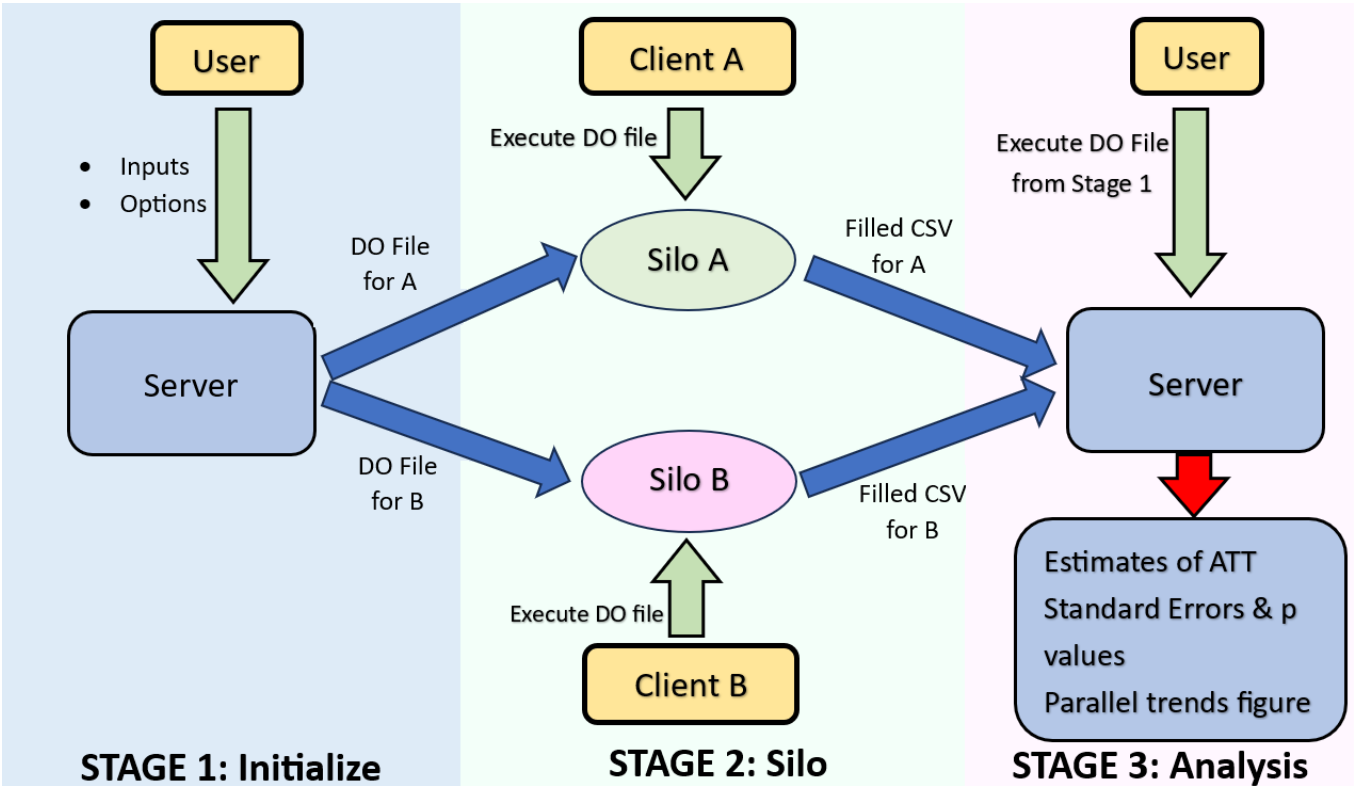 User
• Inputs
• Options
Server
DO File
for A
DO File
for B
STAGE 1: Initialize
Client A
Execute DO file
Silo A
Silo B
Execute DO file
Client B
Filled CSV
for A
Filled CSV
for B
STAGE 2: Silo
User
Execute DO File
from Stage 1
Server
Estimates of ATT
Standard Errors & p
values
Parallel trends figure
STAGE 3: Analysis